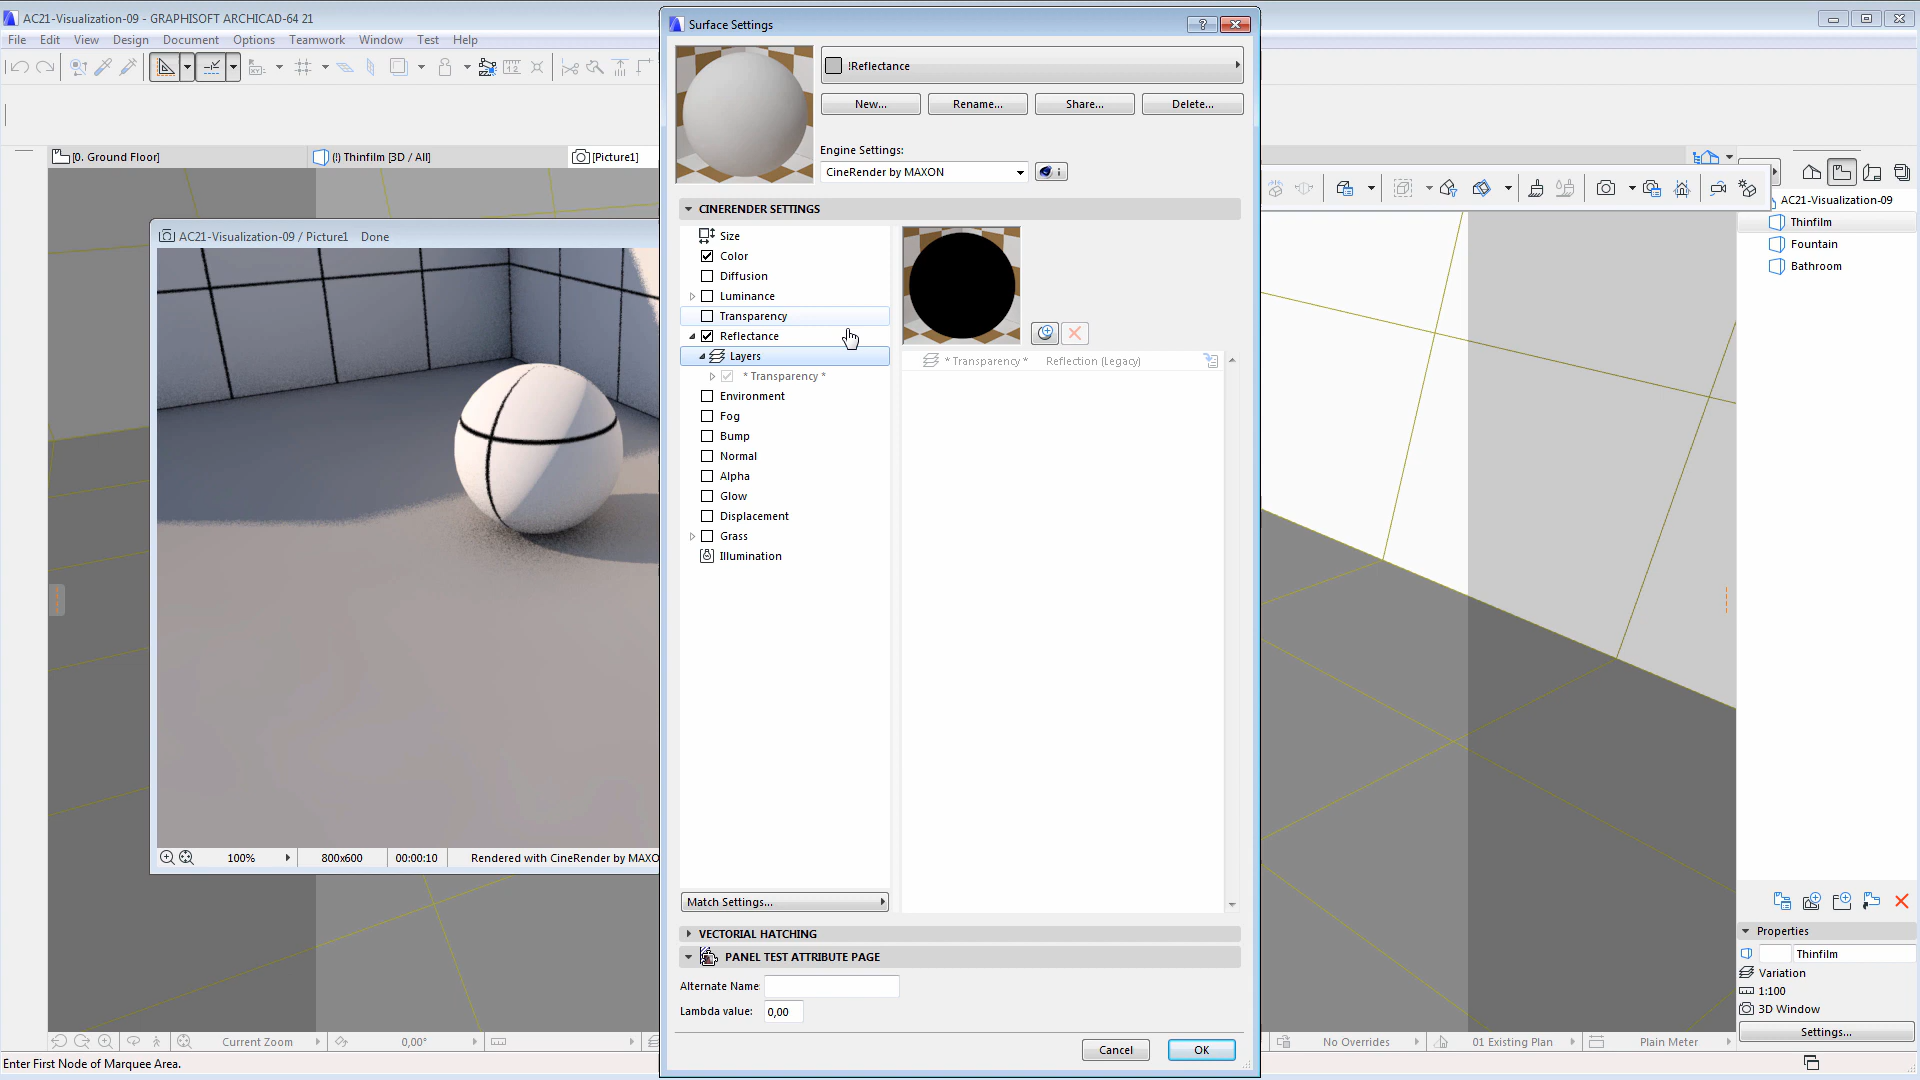 AC21-Visualization-09 - GRAPHISOFT ARCHICAD-64 21
File Edit View Design Document Options Teamwork Window Test Help
[0. Ground Floor]
(!) Thinfilm [3D / All]
[Picture1]
AC21-Visualization-09 / Picture1 Done
100%
800x600
00:00:10
Rendered with CineRender by MAXO
Current Zoom
0,00°
Enter First Node of Marquee Area.
Surface Settings
!Reflectance
New...
Rename...
Share...
Delete...
Engine Settings:
CineRender by MAXON
i
CINERENDER SETTINGS
Size
Color
Diffusion
Luminance
Transparency
Reflectance
Layers
* Transparency *
Environment
Fog
Bump
Normal
Alpha
Glow
Displacement
Grass
Illumination
* Transparency * Reflection (Legacy)
Match Settings...
VECTORIAL HATCHING
PANEL TEST ATTRIBUTE PAGE
Alternate Name
Lambda value: 0,00
Cancel
OK
AC21-Visualization-09
Thinfilm
Fountain
Bathroom
Properties
Thinfilm
Variation
1:100
3D Window
Settings...
No Overrides
01 Existing Plan
Plain Meter